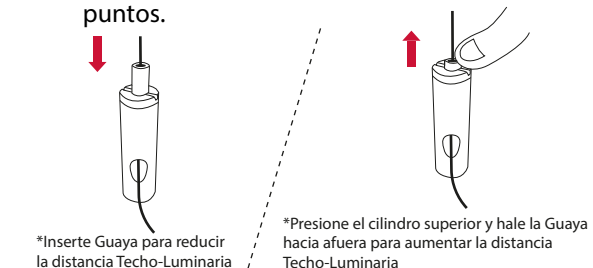 puntos.
*Inserte Guaya para reducir
la distancia Techo-Luminaria
*Presione el cilindro superior y hale la Guaya
hacia afuera para aumentar la distancia
Techo-Luminaria